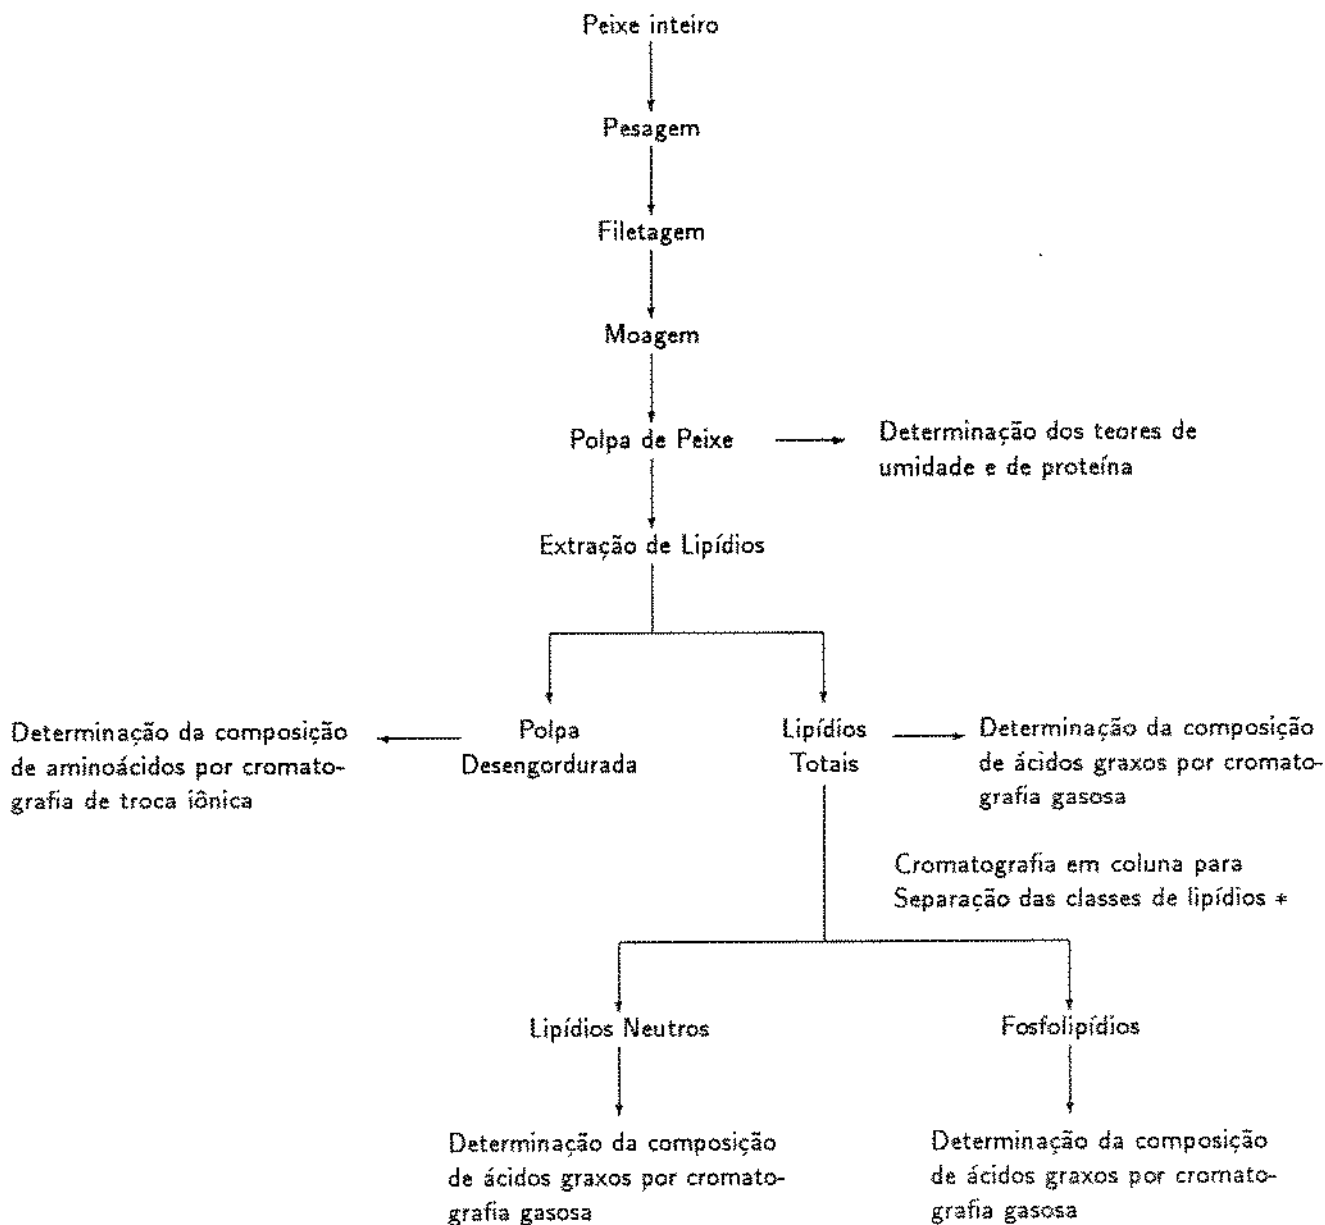 Peixe inteiro
Pesagem
Filetagem
Moagem
Polpa de Peixe
Determinação dos teores de
umidade e de proteína
Extração de Lipídios
Determinação da composição
de aminoácidos por cromato-
grafia de troca iônica
Polpa
Desengordurada
Lipídios
Totais
Determinação da composição
de ácidos graxos por cromato-
grafia gasosa
Cromatografia em coluna para
Separação das classes de lipídios *
Lipídios Neutros
Fosfolipídios
Determinação da composição
de ácidos graxos por cromato-
grafia gasosa
Determinação da composição
de ácidos graxos por cromato-
grafia gasosa